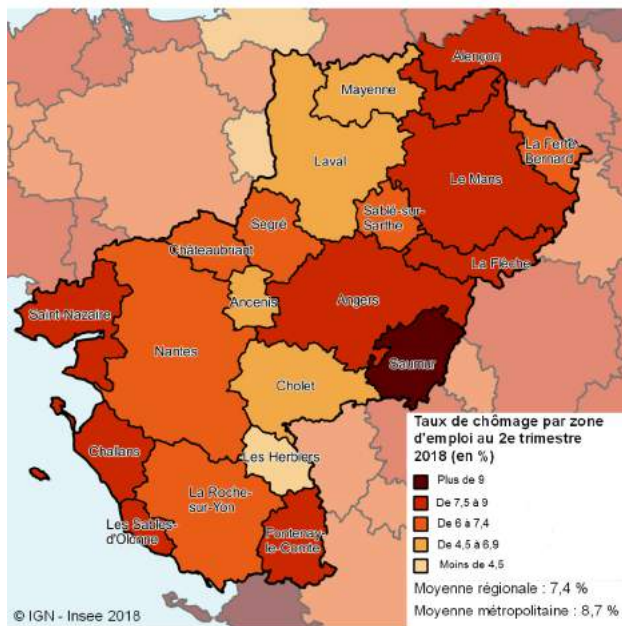 Alençon
Mayenne
La Ferté
Bernard
Laval
Le Mans
Sablé-sur-
Sarthe
Segré
Châteaubriant
La Flèche
Ancenis
Angers
Saint-Nazaire
Nantes
Saumur
Cholet
Les Herbiers
Challans
La Roche-
sur-Yon
Les Sables-
d'Olonne
Fontenay-
le-Comte
Taux de chômage par zone
d'emploi au 2e trimestre
2018 (en %)
Plus de 9
De 7,5 à 9
De 6 à 7,4
De 4,5 à 6,9
Moins de 4,5
Moyenne régionale : 7,4 %
Moyenne métropolitaine : 8,7 %
© IGN - Insee 2018